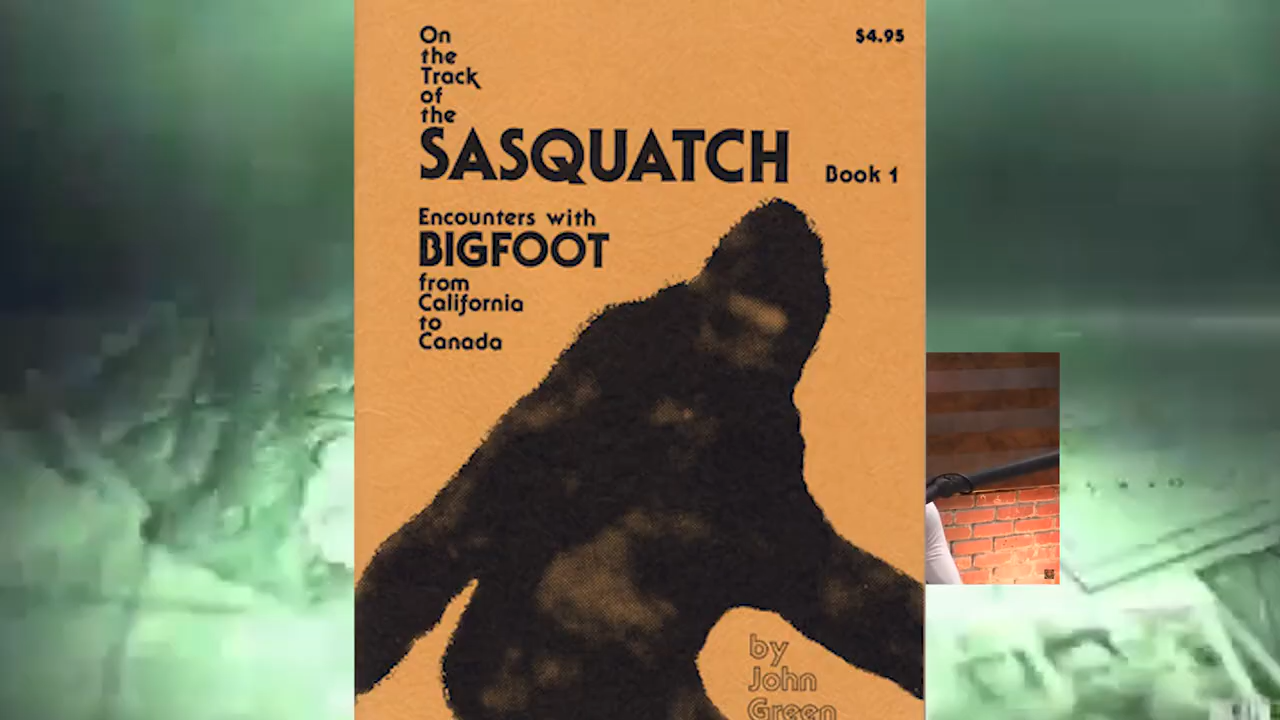 On
the
Track
of
the
SASQUATCH
Book 1
$4.95
Encounters with
BIGFOOT
from
California
to
Canada
by
John
Green